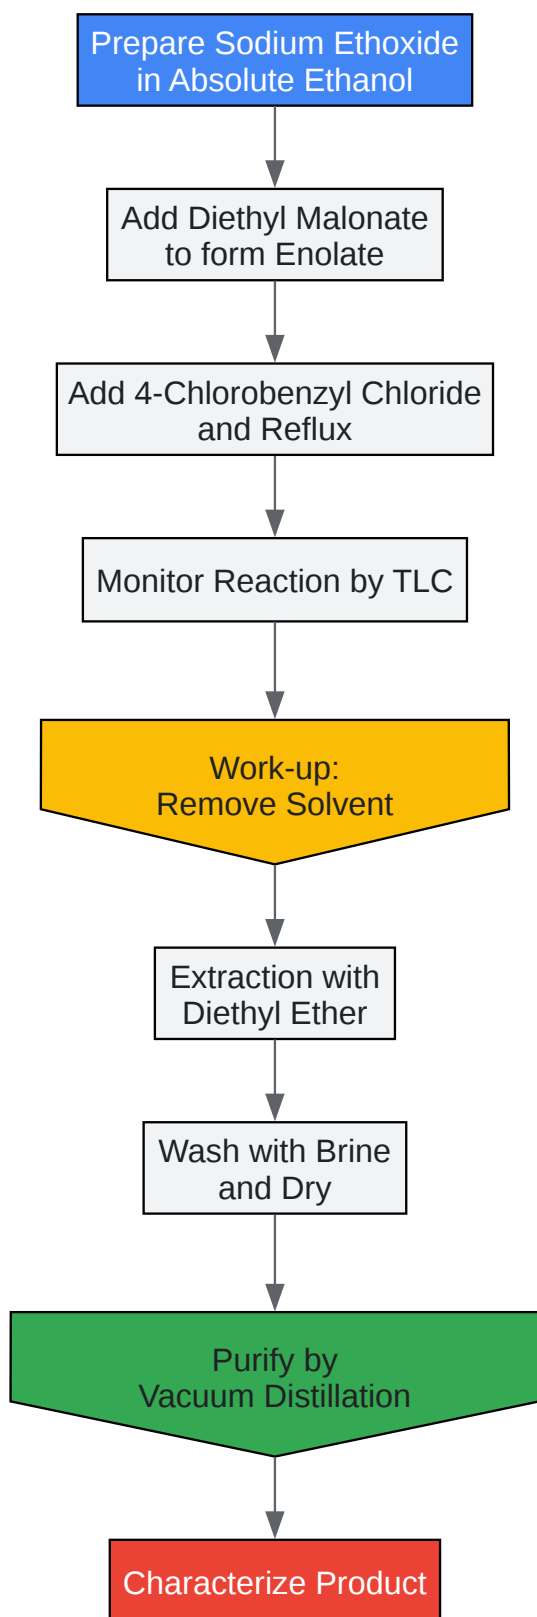 Prepare Sodium Ethoxide
in Absolute Ethanol
Add Diethyl Malonate
to form Enolate
Add 4-Chlorobenzyl Chloride
and Reflux
Monitor Reaction by TLC
Work-up:
Remove Solvent
Extraction with
Diethyl Ether
Wash with Brine
and Dry
Purify by
Vacuum Distillation
Characterize Product